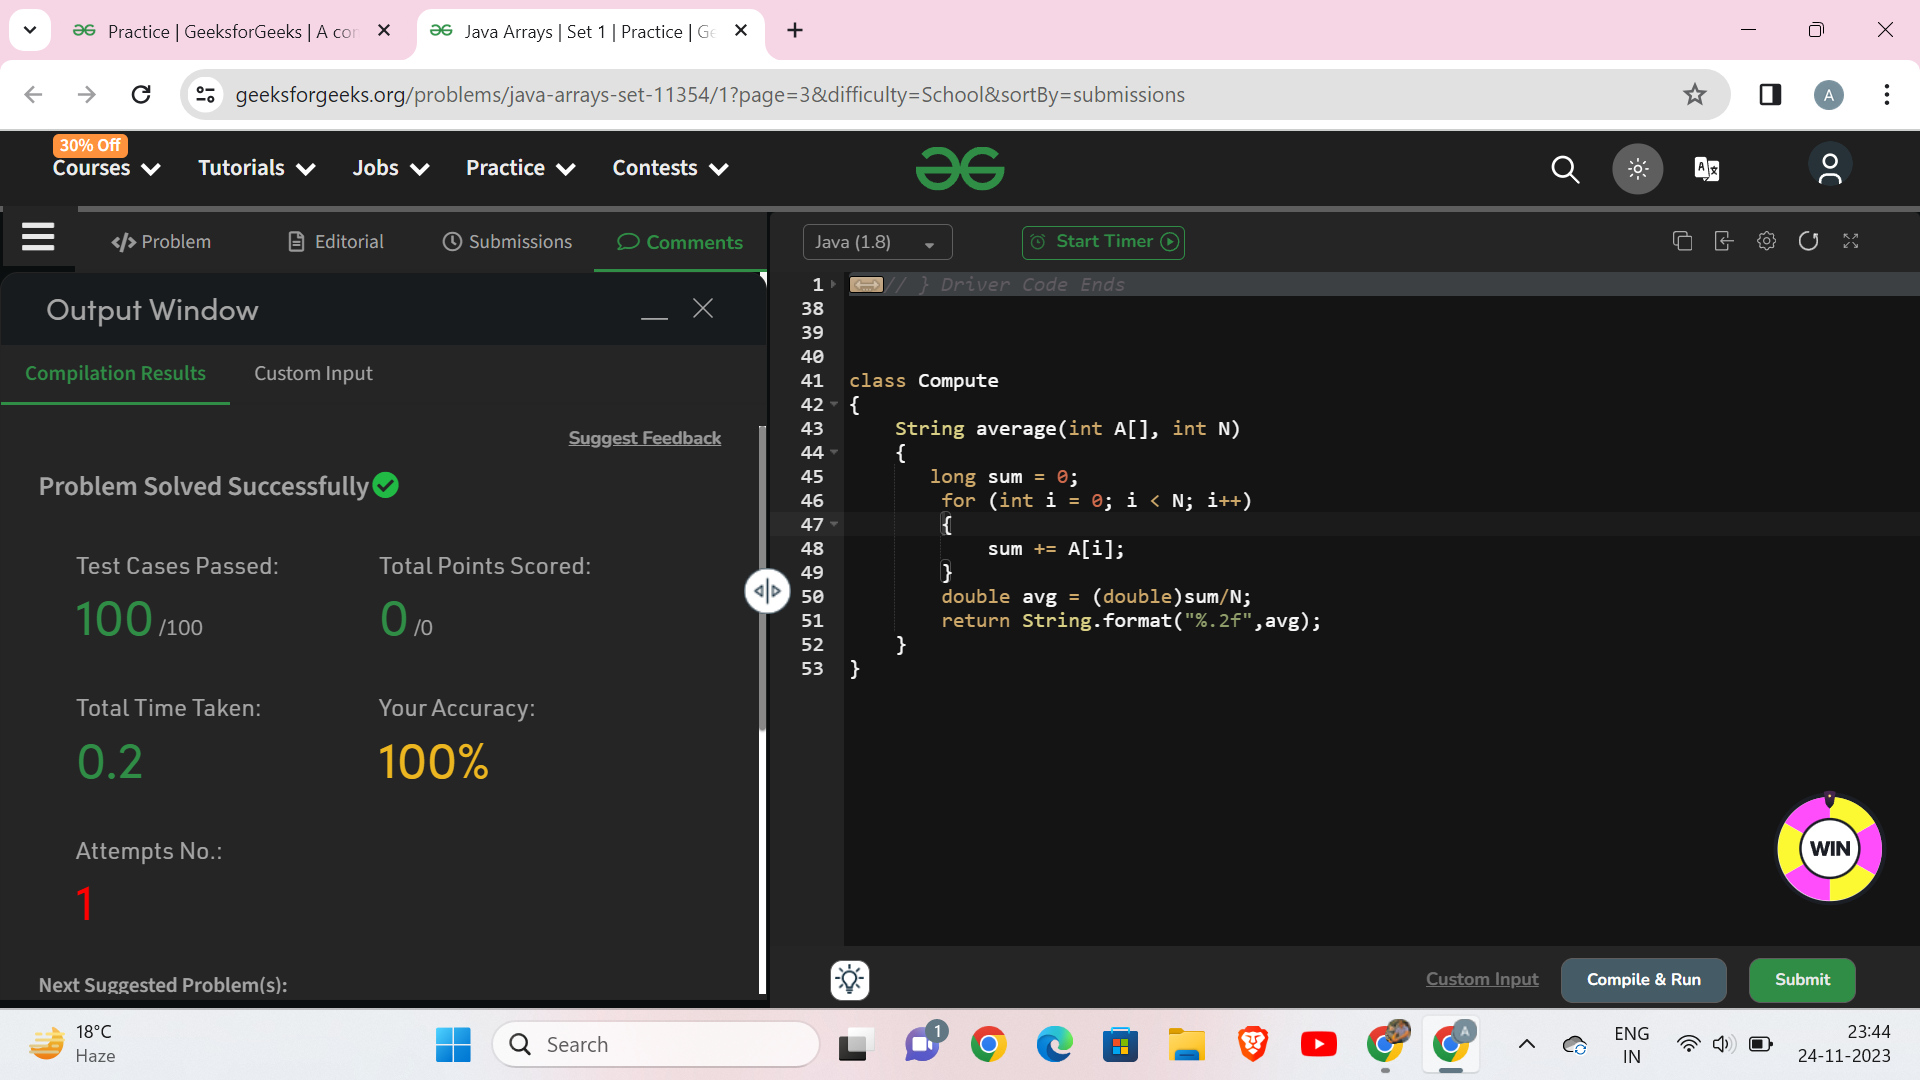 Practice | GeeksforGeeks | A co
Java Arrays | Set 1 | Practice | G
geeksforgeeks.org/problems/java-arrays-set-11354/1?page=3&difficulty=School&sortBy=submissions
A
30% Off
Courses
Tutorials
Jobs
Practice
Contests
Problem
Editorial
Submissions
Comments
Java (1.8)
Start Timer
Output Window
Compilation Results
Custom Input
Suggest Feedback
Problem Solved Successfully
Test Cases Passed:
100 /100
Total Points Scored:
0 /0
Total Time Taken:
0.2
Your Accuracy:
100%
Attempts No.:
1
Next Suggested Problem(s):
1 // } Driver Code Ends
38
39
40
41 class Compute
42 {
43 String average(int A[], int N)
44 {
45 long sum = 0;
46 for (int i = 0; i < N; i++)
47 {
48 sum += A[i];
49 }
50 double avg = (double)sum/N;
51 return String.format("%.2f",avg);
52 }
53 }
WIN
Custom Input
Compile & Run
Submit
18°C
Haze
Search
1
A
ENG
IN
23:44
24-11-2023